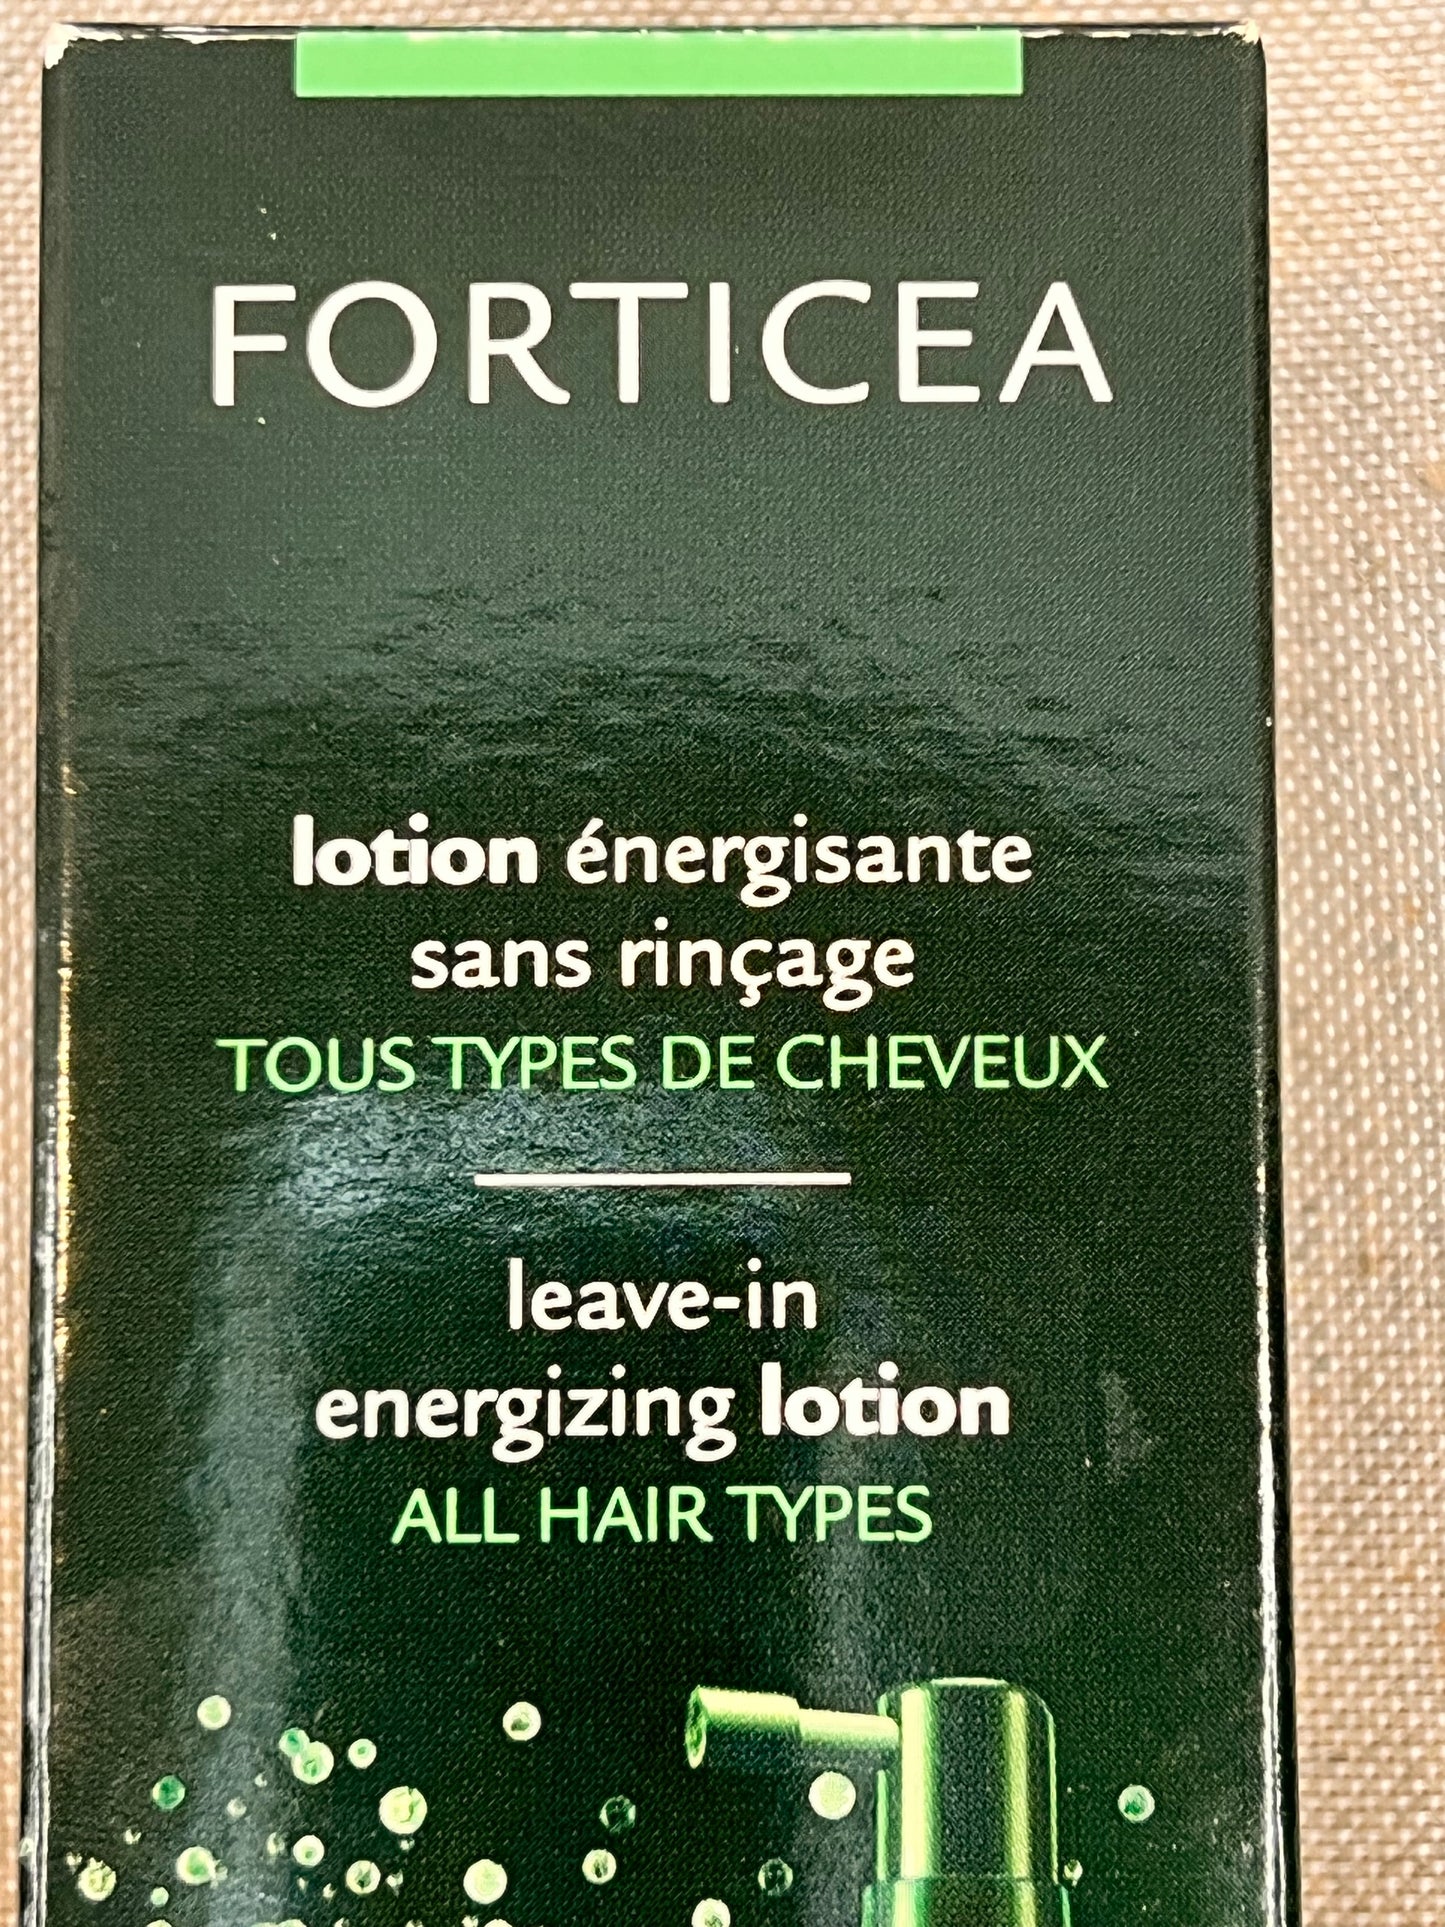 FORTICEA
lotion énergisante
sans rinçage
TOUS TYPES DE CHEVEUX
leave-in
energizing lotion
ALL HAIR TYPES